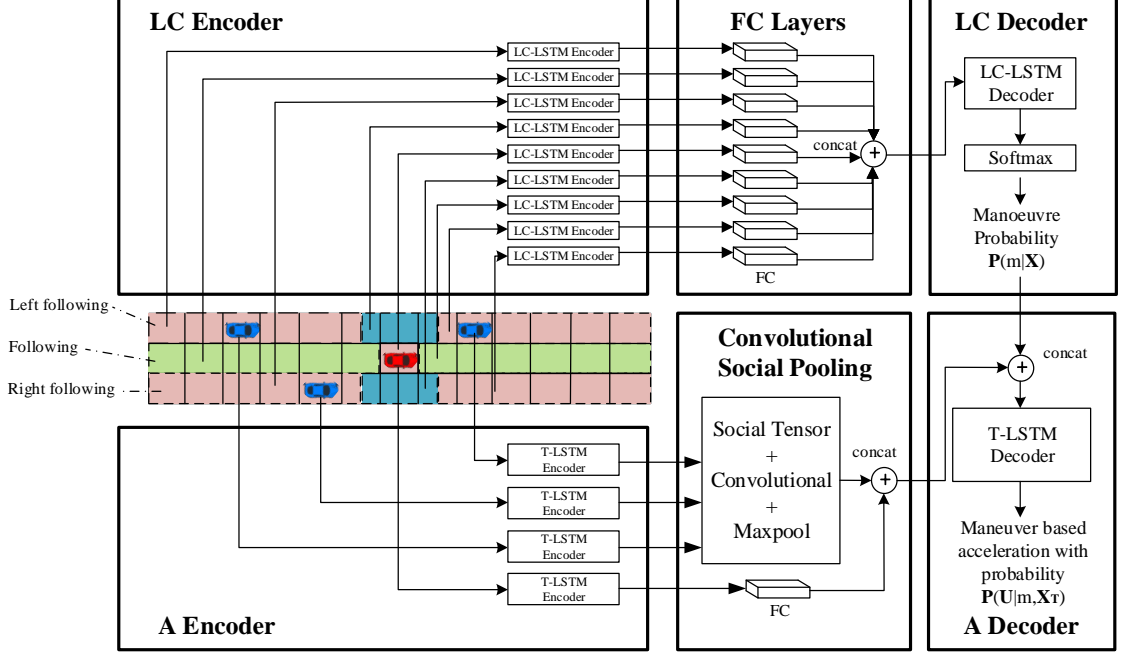 LC Encoder
LC-LSTM Encoder
LC-LSTM Encoder
LC-LSTM Encoder
LC-LSTM Encoder
LC-LSTM Encoder
LC-LSTM Encoder
LC-LSTM Encoder
LC-LSTM Encoder
LC-LSTM Encoder
FC Layers
concat
+
FC
LC Decoder
LC-LSTM
Decoder
Softmax
Manoeuvre
Probability
P(m|X)
Left following
Following
Right following
T-LSTM
Encoder
T-LSTM
Encoder
T-LSTM
Encoder
T-LSTM
Encoder
A Encoder
Convolutional
Social Pooling
Social Tensor
+
Convolutional
+
Maxpool
concat
+
FC
concat
+
T-LSTM
Decoder
Maneuver based
acceleration with
probability
P(U|m,XT)
A Decoder